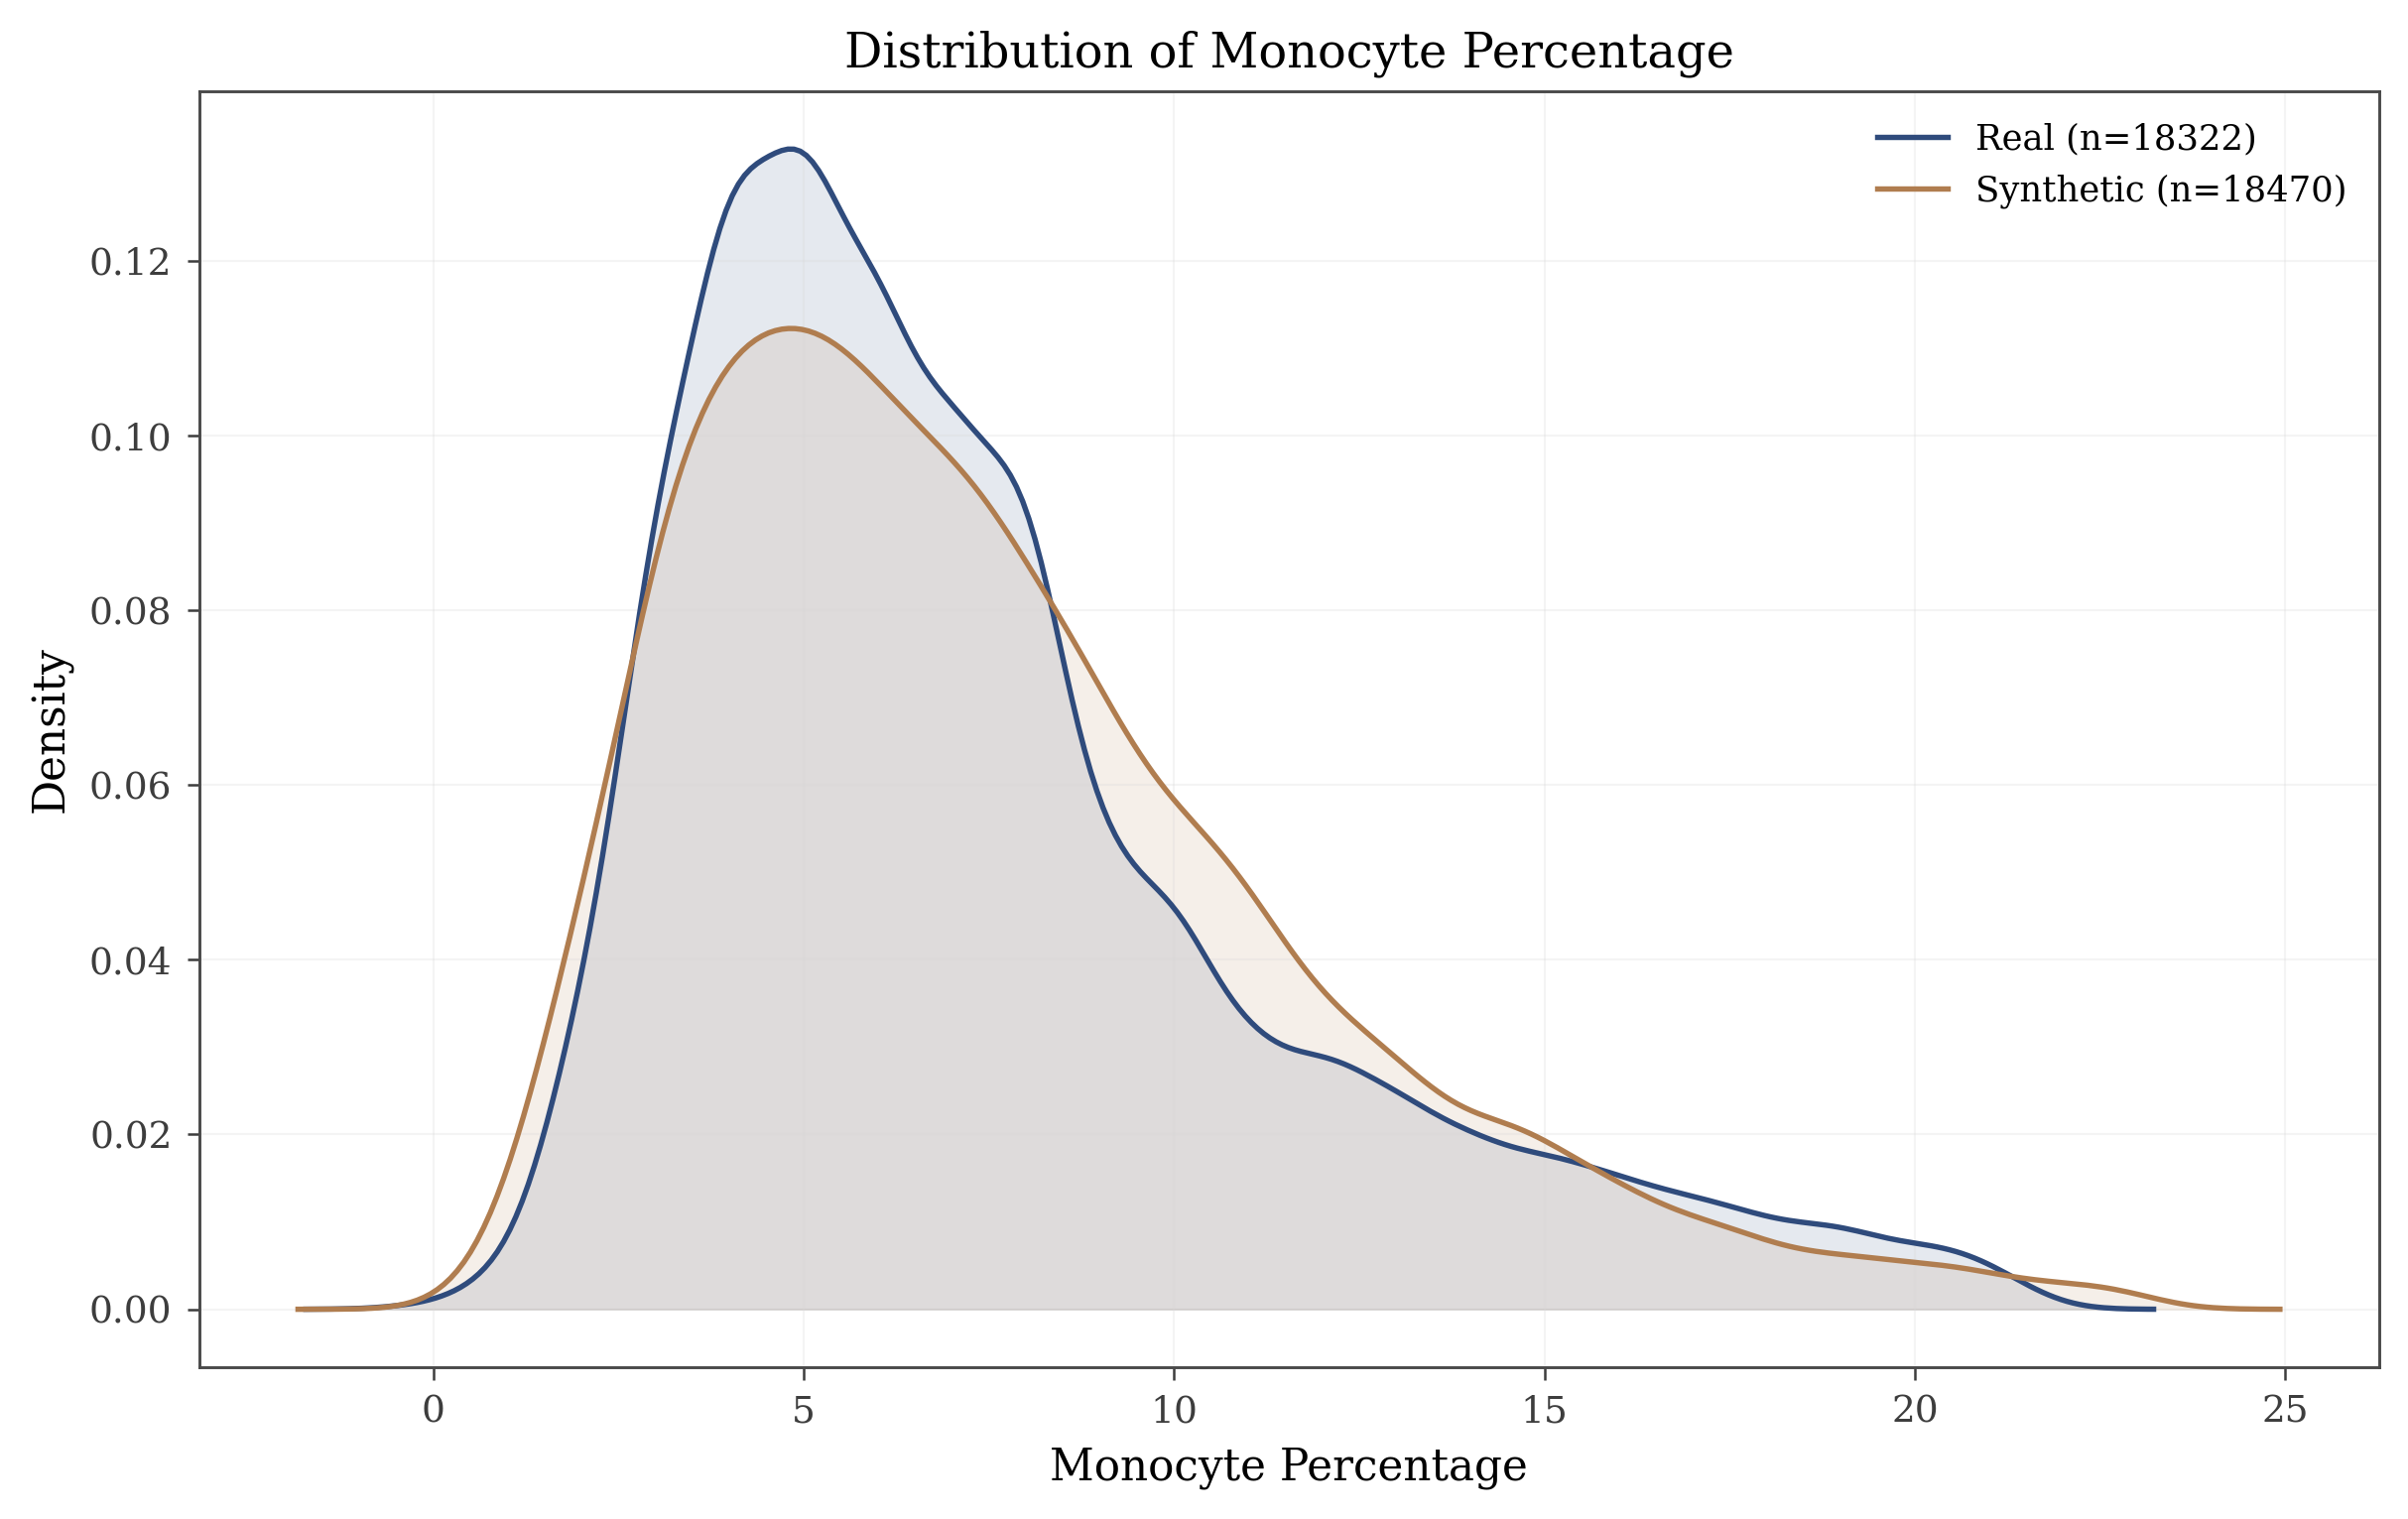 Distribution of Monocyte Percentage
Real (n=18322)
Synthetic (n=18470)
Density
0.12
0.10
0.08
0.06
0.04
0.02
0.00
0 5 10 15 20 25
Monocyte Percentage